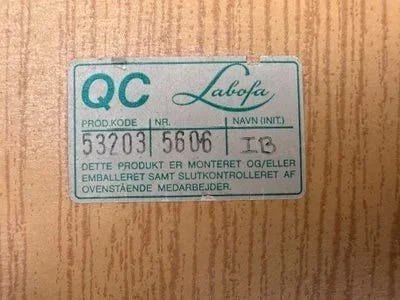 QC Labofa
PROD.KODE NR. NAVN (INIT.)
53203 5606 IB
DETTE PRODUKT ER MONTERET OG/ELLER
EMBALLERET SAMT SLUTKONTROLLERET AF
OVENSTÅENDE MEDARBEJDER.